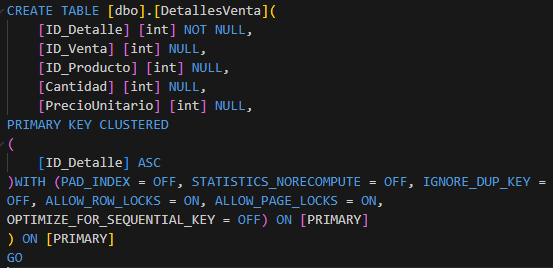 CREATE TABLE [dbo].[DetallesVenta](
    [ID_Detalle] [int] NOT NULL,
    [ID_Venta] [int] NULL,
    [ID_Producto] [int] NULL,
    [Cantidad] [int] NULL,
    [PrecioUnitario] [int] NULL,
PRIMARY KEY CLUSTERED
(
    [ID_Detalle] ASC
)WITH (PAD_INDEX = OFF, STATISTICS_NORECOMPUTE = OFF, IGNORE_DUP_KEY =
OFF, ALLOW_ROW_LOCKS = ON, ALLOW_PAGE_LOCKS = ON,
OPTIMIZE_FOR_SEQUENTIAL_KEY = OFF) ON [PRIMARY]
) ON [PRIMARY]
GO